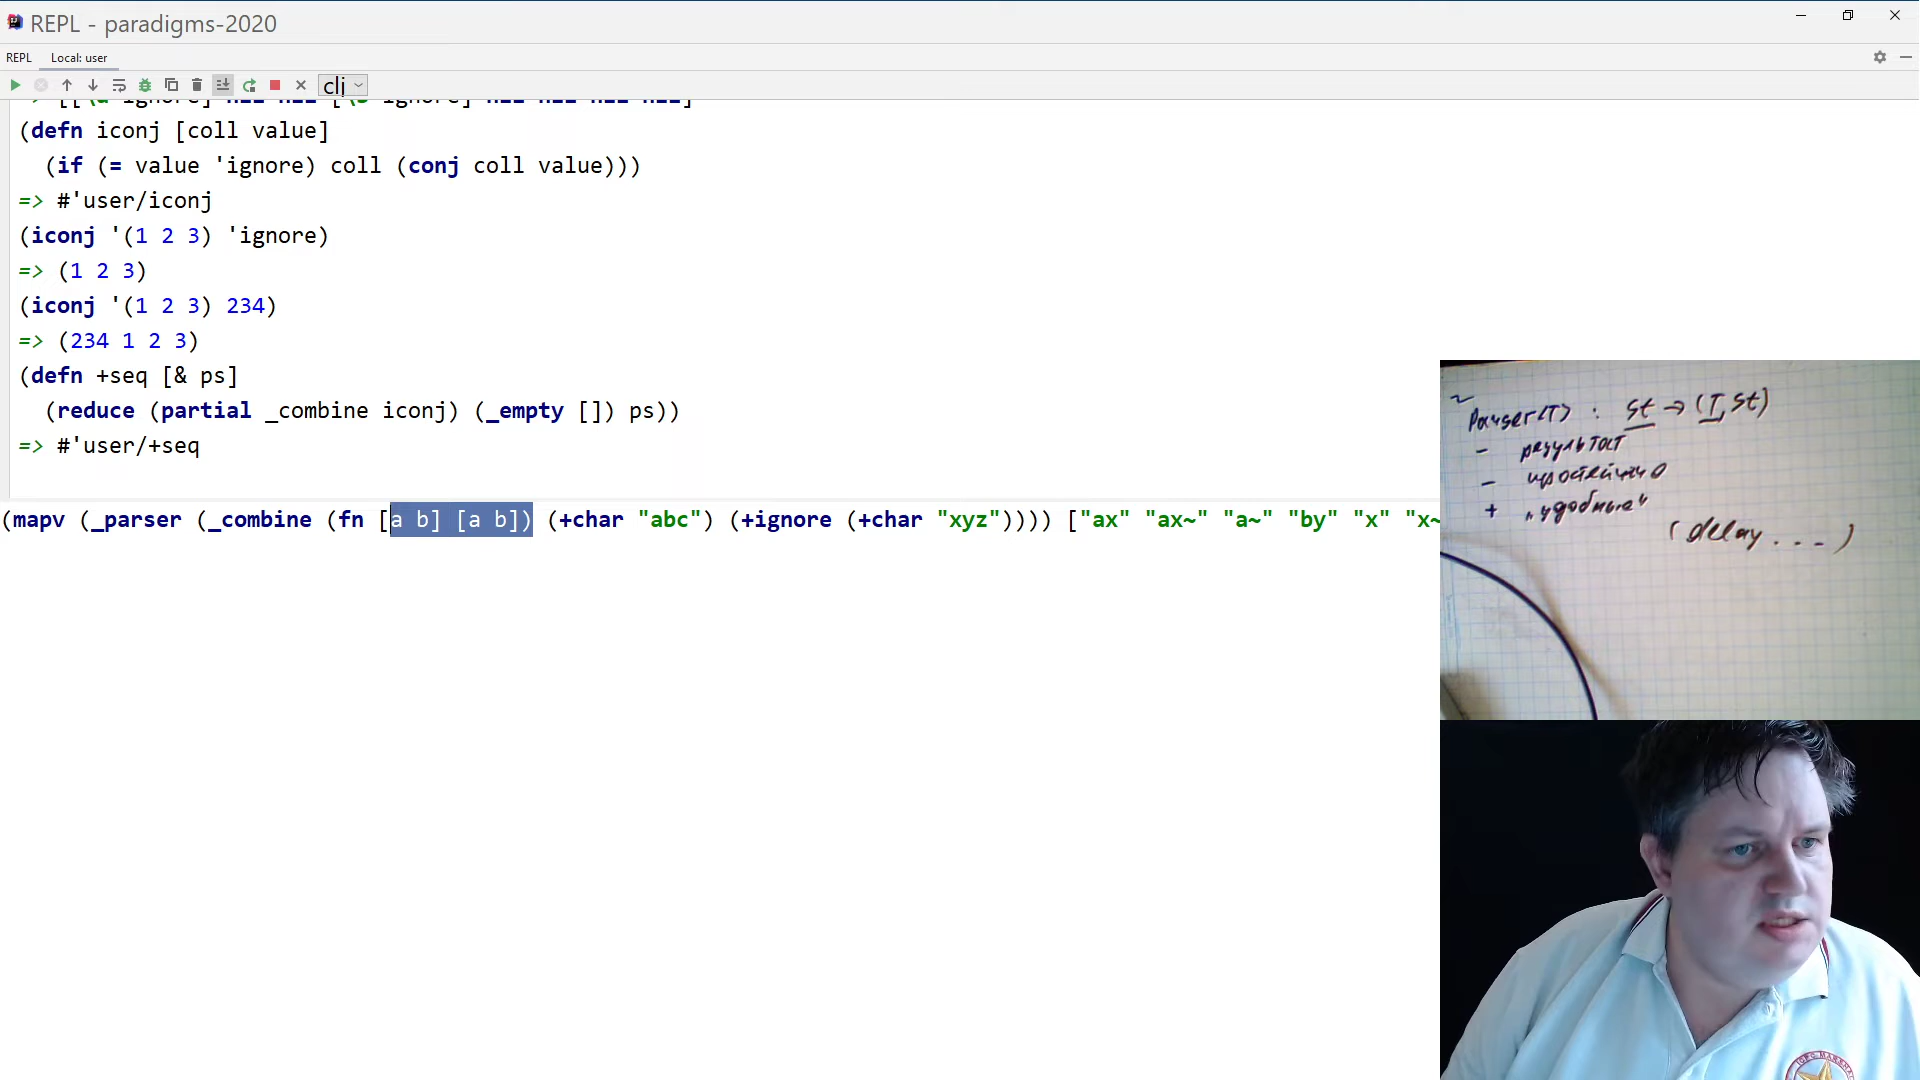 REPL - paradigms-2020
REPL Local: user
clj
(defn iconj [coll value]
(if (= value 'ignore) coll (conj coll value)))
=> #'user/iconj
(iconj '(1 2 3) 'ignore)
=> (1 2 3)
(iconj '(1 2 3) 234)
=> (234 1 2 3)
(defn +seq [& ps]
(reduce (partial _combine iconj) (_empty []) ps))
=> #'user/+seq
(mapv (_parser (_combine (fn [a b] [a b]) (+char "abc") (+ignore (+char "xyz")))) ["ax" "ax~" "a~" "by" "x" "x~
Parser(T) : St → (T, St)
- результат
+ „удобные“
(delay . . . )